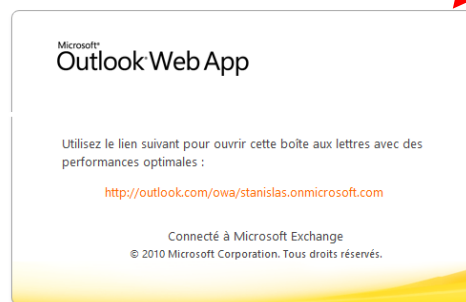 Microsoft®
Outlook Web App
Utilisez le lien suivant pour ouvrir cette boîte aux lettres avec des
performances optimales :
http://outlook.com/owa/stanislas.onmicrosoft.com
Connecté à Microsoft Exchange
© 2010 Microsoft Corporation. Tous droits réservés.